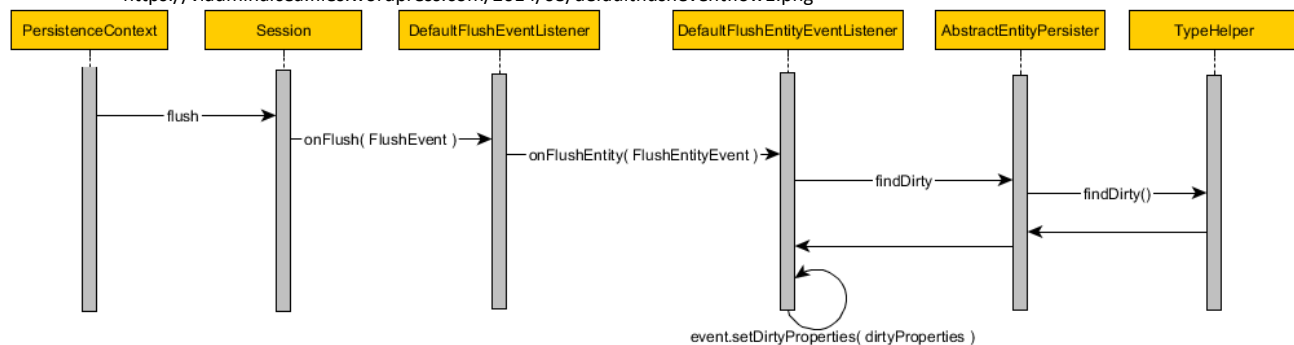 PersistenceContext
Session
DefaultFlushEventListener
DefaultFlushEntityEventListener
AbstractEntityPersister
TypeHelper
flush
onFlush( FlushEvent )
onFlushEntity( FlushEntityEvent )
findDirty
findDirty()
event.setDirtyProperties( dirtyProperties )